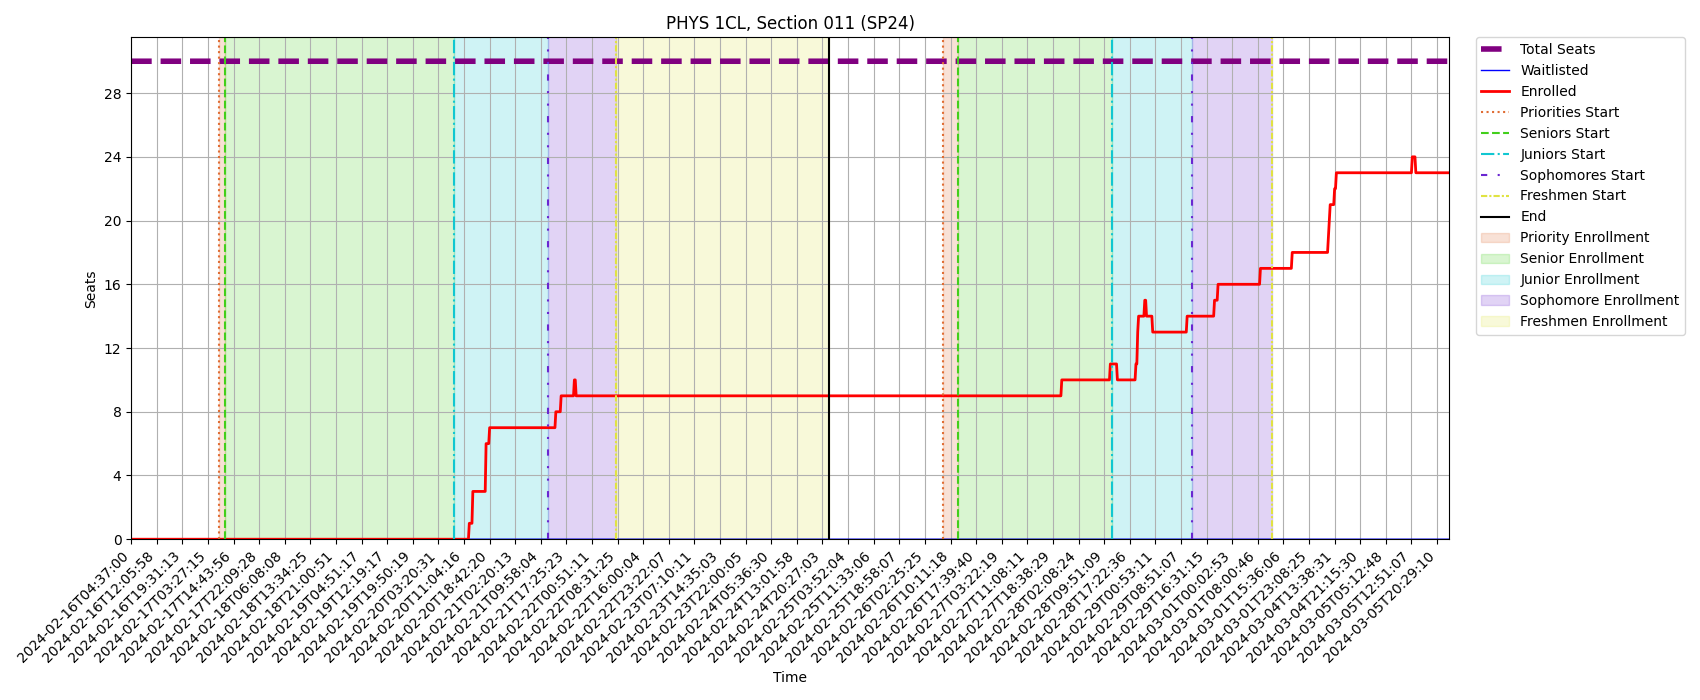 PHYS 1CL, Section 011 (SP24)
Seats
28
24
20
16
12
8
4
0
2024-02-16T04:37:00
2024-02-16T12:05:58
2024-02-16T19:31:13
2024-02-17T03:27:15
2024-02-17T14:43:56
2024-02-17T22:09:28
2024-02-18T06:08:08
2024-02-18T13:34:25
2024-02-18T21:00:51
2024-02-19T04:51:17
2024-02-19T12:19:17
2024-02-19T19:50:19
2024-02-20T03:20:31
2024-02-20T11:04:16
2024-02-20T18:42:20
2024-02-21T02:20:13
2024-02-21T09:58:04
2024-02-21T17:25:23
2024-02-22T00:51:11
2024-02-22T08:31:25
2024-02-22T16:00:04
2024-02-22T23:22:07
2024-02-23T07:10:11
2024-02-23T14:35:03
2024-02-23T22:00:05
2024-02-24T05:36:30
2024-02-24T13:01:58
2024-02-24T20:27:03
2024-02-25T03:52:04
2024-02-25T11:33:06
2024-02-25T18:58:07
2024-02-26T02:25:25
2024-02-26T10:11:18
2024-02-26T17:39:40
2024-02-27T03:22:19
2024-02-27T11:08:11
2024-02-27T18:38:29
2024-02-28T02:08:24
2024-02-28T09:51:09
2024-02-28T17:22:36
2024-02-29T00:53:11
2024-02-29T08:51:07
2024-02-29T16:31:15
2024-03-01T00:02:53
2024-03-01T08:00:46
2024-03-01T15:36:06
2024-03-01T23:08:25
2024-03-04T13:38:31
2024-03-04T21:15:30
2024-03-05T05:12:48
2024-03-05T12:51:07
2024-03-05T20:29:10
Time
Total Seats
Waitlisted
Enrolled
Priorities Start
Seniors Start
Juniors Start
Sophomores Start
Freshmen Start
End
Priority Enrollment
Senior Enrollment
Junior Enrollment
Sophomore Enrollment
Freshmen Enrollment